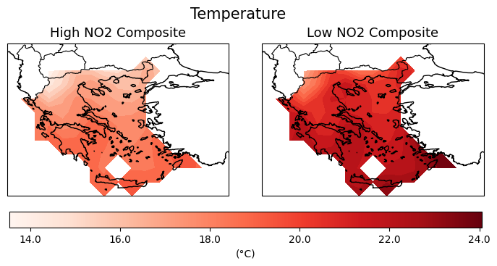 Temperature
High NO2 Composite
Low NO2 Composite
14.0 16.0 18.0 20.0 22.0 24.0
(°C)